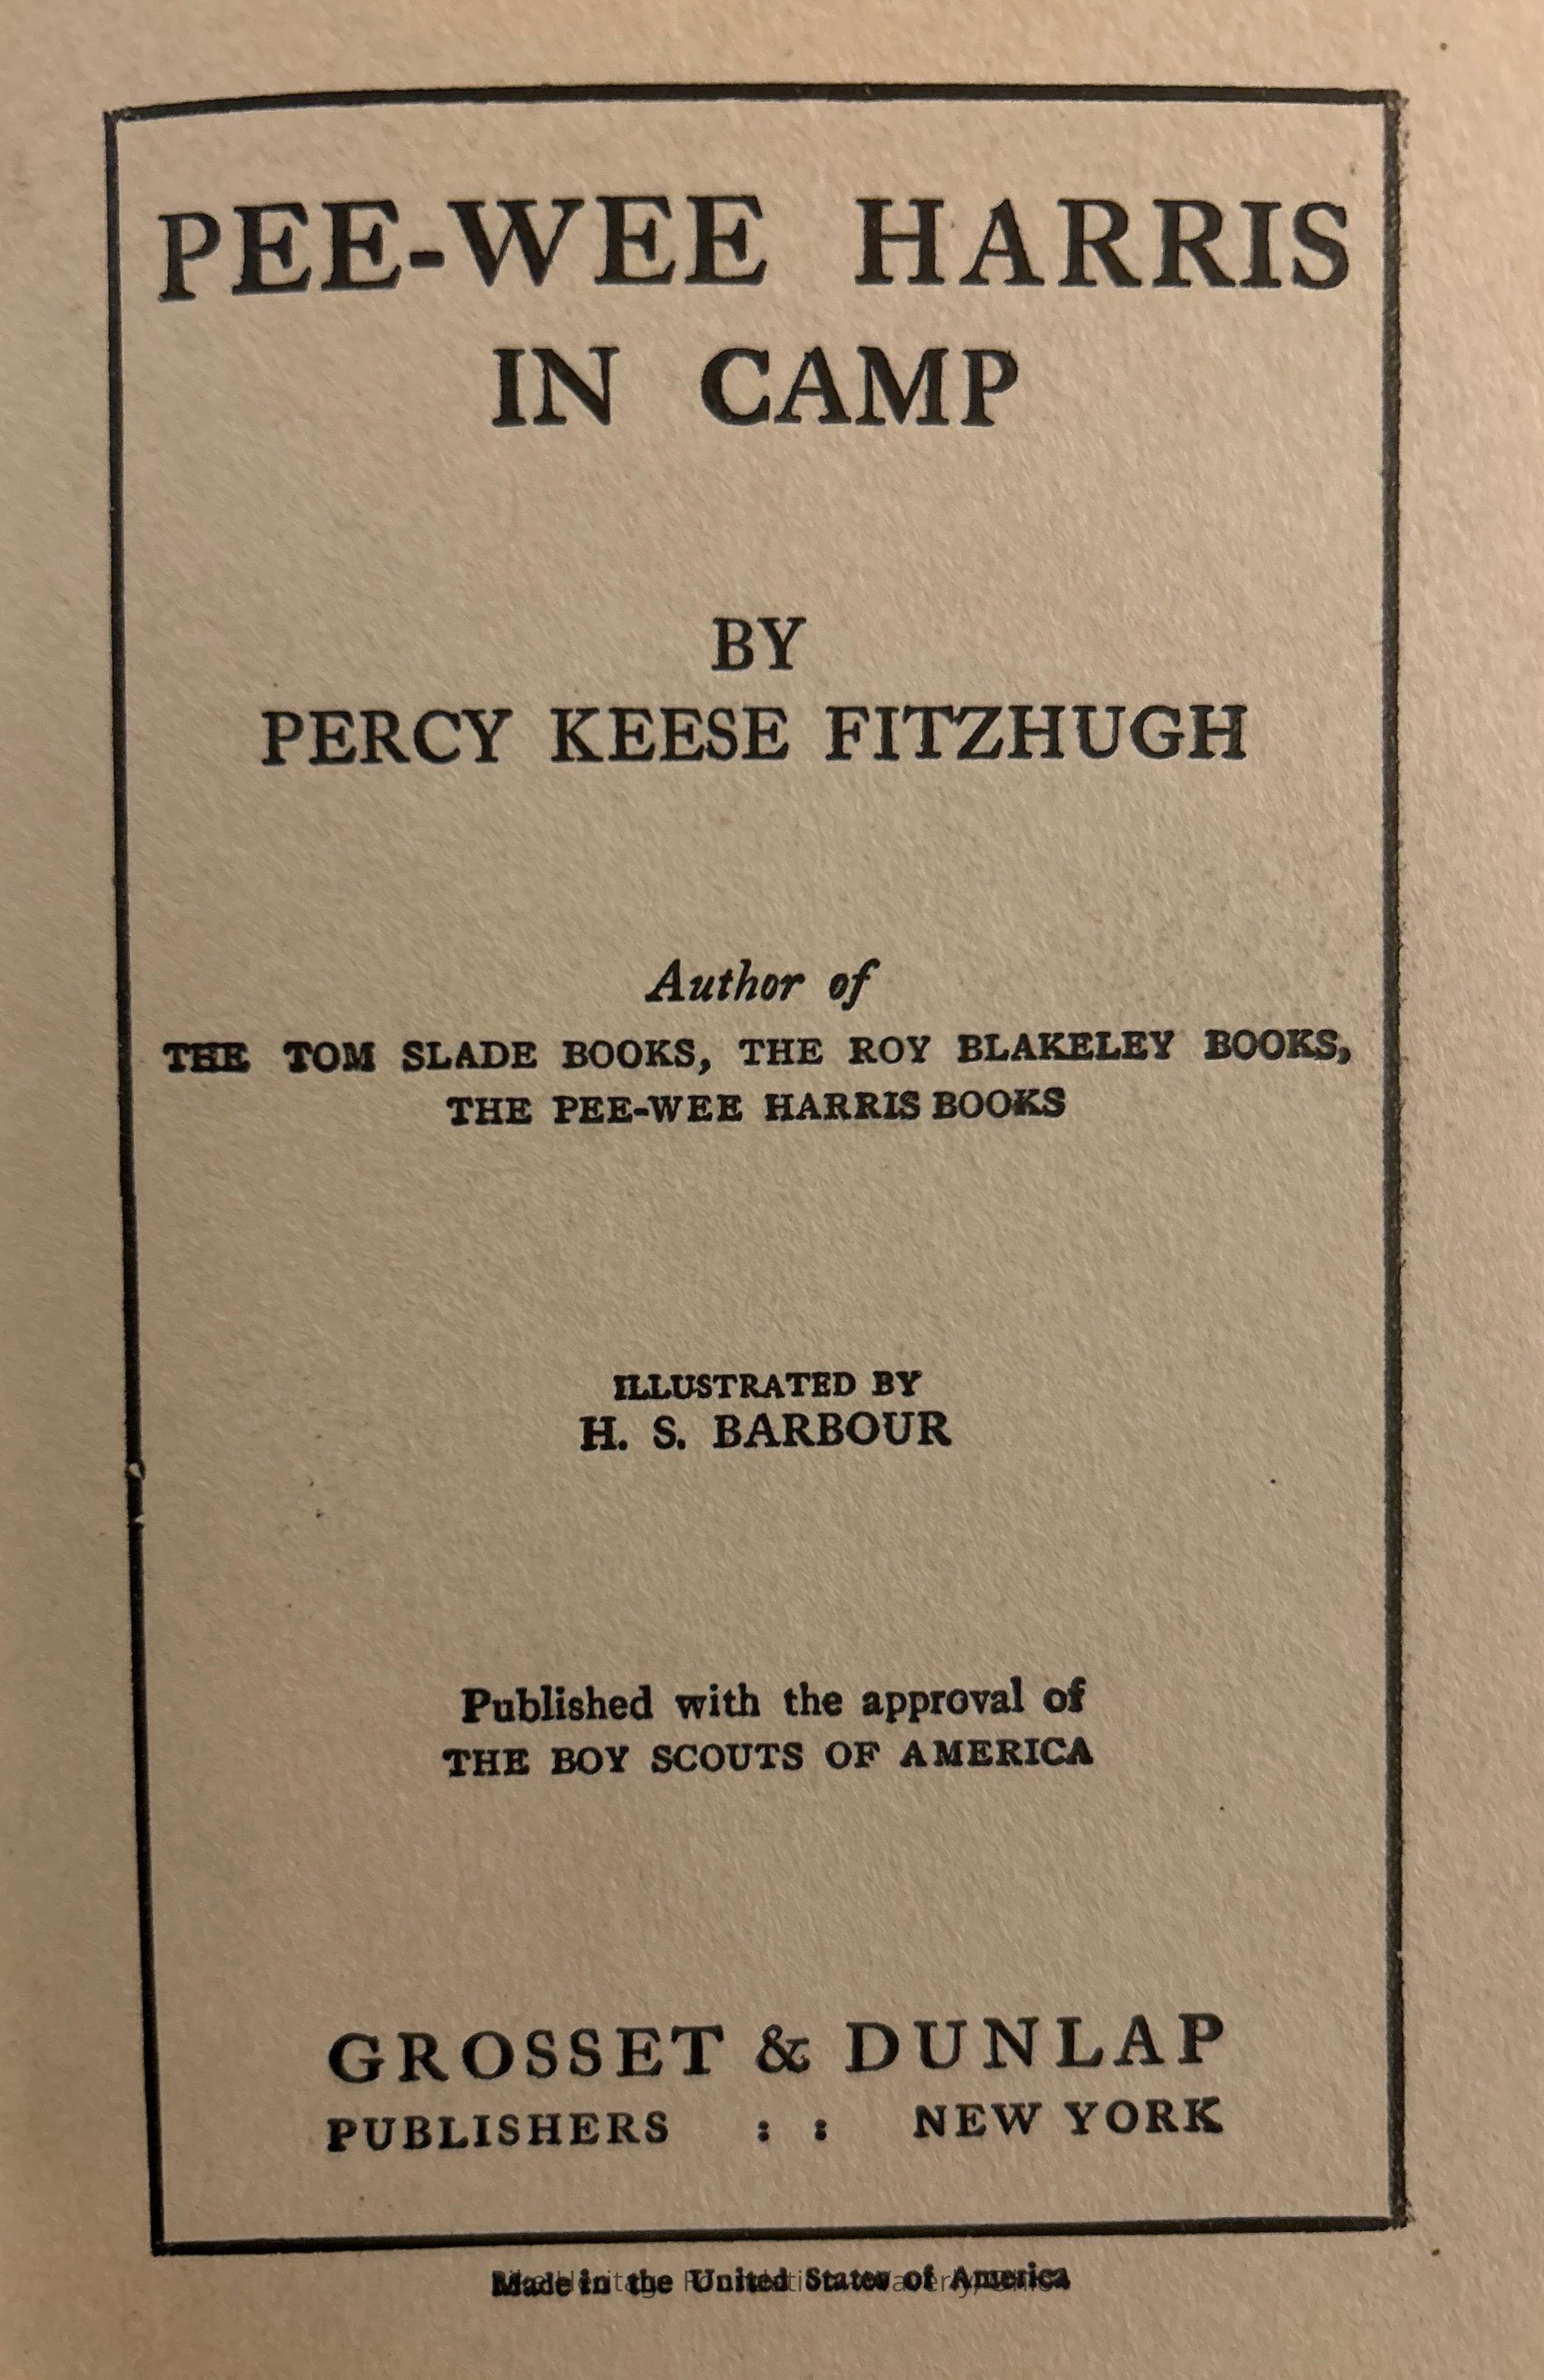 PEE-WEE HARRIS
IN CAMP
BY
PERCY KEESE FITZHUGH
Author of
THE TOM SLADE BOOKS, THE ROY BLAKELEY BOOKS,
THE PEE-WEE HARRIS BOOKS
ILLUSTRATED BY
H. S. BARBOUR
Published with the approval of
THE BOY SCOUTS OF AMERICA
GROSSET & DUNLAP
PUBLISHERS : : NEW YORK
Made in the United States of America